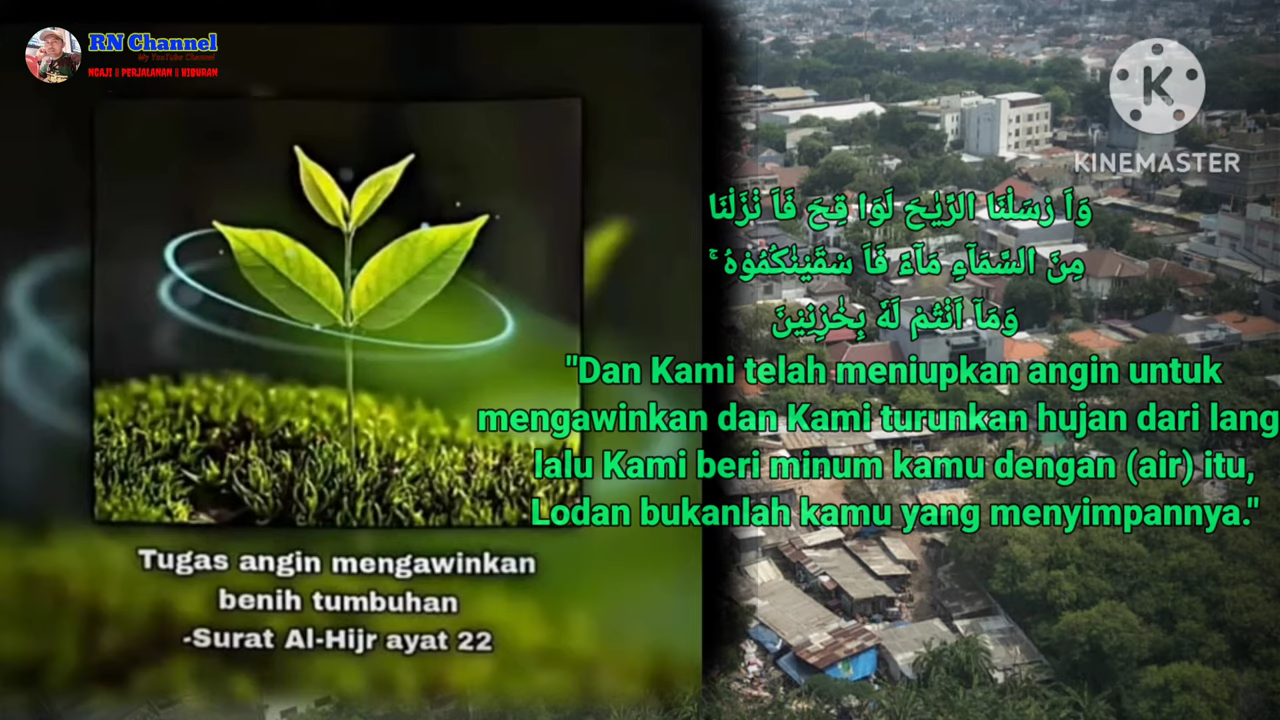 RN Channel
My YouTube Channel
NGAJI || PERJALANAN || HIBURAN
K
KINEMASTER
وَاَ رْسَلْنَا الرِّيٰحَ لَوَا قِحَ فَاَ نْزَلْنَا
مِنَ السَّمَآءِ مَآءً فَاَ سْقَيْنٰكُمُوْهُ ۚ
وَمَاۤ اَنْتُمْ لَهٗ بِخٰزِنِيْنَ
"Dan Kami telah meniupkan angin untuk
mengawinkan dan Kami turunkan hujan dari lang
lalu Kami beri minum kamu dengan (air) itu,
Lodan bukanlah kamu yang menyimpannya."
Tugas angin mengawinkan
benih tumbuhan
-Surat Al-Hijr ayat 22